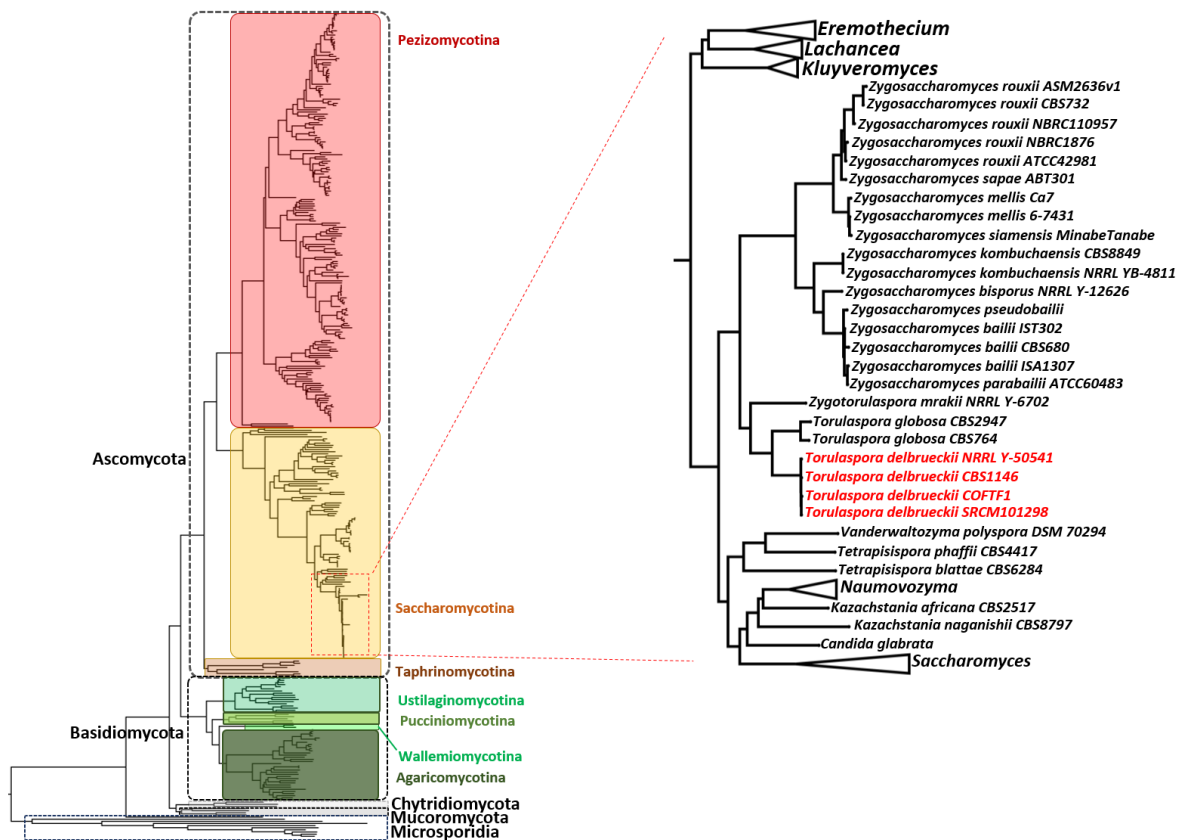 Pezizomycotina
Ascomycota
Saccharomycotina
Taphrinomycotina
Ustilaginomycotina
Pucciniomycotina
Basidiomycota
Wallemiomycotina
Agaricomycotina
Chytridiomycota
Mucoromycota
Microsporidia
Eremothecium
Lachancea
Kluyveromyces
Zygosaccharomyces rouxii ASM2636v1
Zygosaccharomyces rouxii CBS732
Zygosaccharomyces rouxii NBRC110957
Zygosaccharomyces rouxii NBRC1876
Zygosaccharomyces rouxii ATCC42981
Zygosaccharomyces sapae ABT301
Zygosaccharomyces mellis Ca7
Zygosaccharomyces mellis 6-7431
Zygosaccharomyces siamensis MinabeTanabe
Zygosaccharomyces kombuchaensis CBS8849
Zygosaccharomyces kombuchaensis NRRL YB-4811
Zygosaccharomyces bisporus NRRL Y-12626
Zygosaccharomyces pseudobailii
Zygosaccharomyces bailii IST302
Zygosaccharomyces bailii CBS680
Zygosaccharomyces bailii ISA1307
Zygosaccharomyces parabailii ATCC60483
Zygotorulaspora mrakii NRRL Y-6702
Torulaspora globosa CBS2947
Torulaspora globosa CBS764
Torulaspora delbrueckii NRRL Y-50541
Torulaspora delbrueckii CBS1146
Torulaspora delbrueckii COFTF1
Torulaspora delbrueckii SRCM101298
Vanderwaltozyma polyspora DSM 70294
Tetrapisispora phaffii CBS4417
Tetrapisispora blattae CBS6284
Naumovozyma
Kazachstania africana CBS2517
Kazachstania naganishii CBS8797
Candida glabrata
Saccharomyces